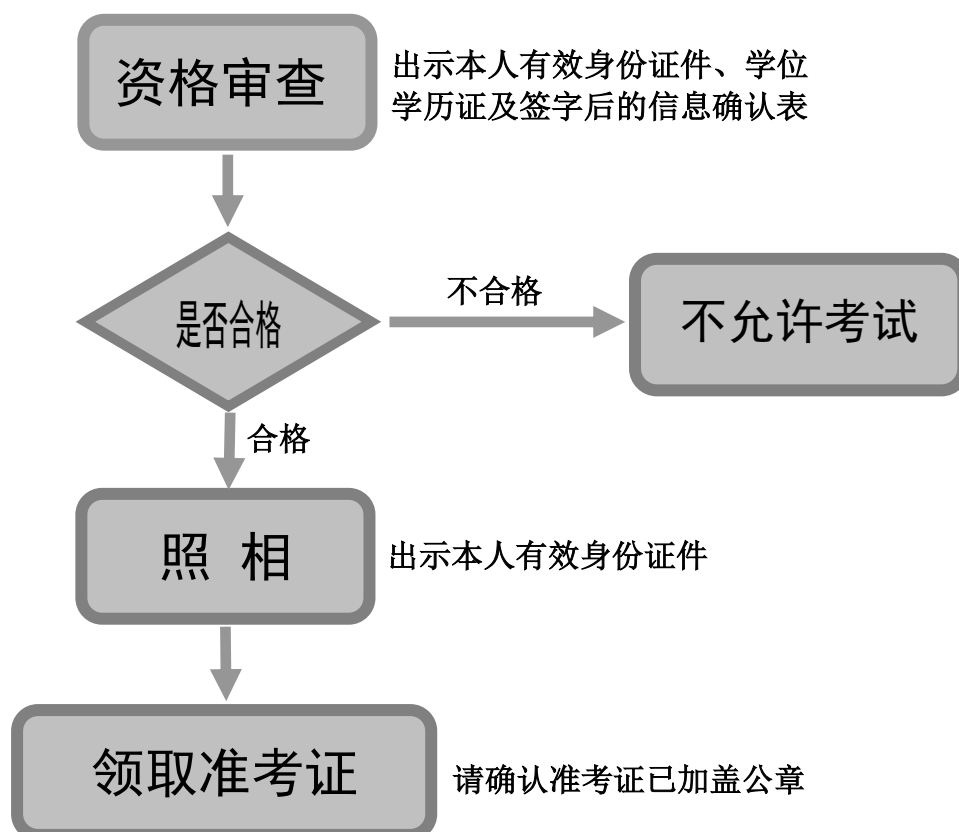 资格审查
出示本人有效身份证件、学位
学历证及签字后的信息确认表
是否合格
不合格
不允许考试
合格
照 相
出示本人有效身份证件
领取准考证
请确认准考证已加盖公章